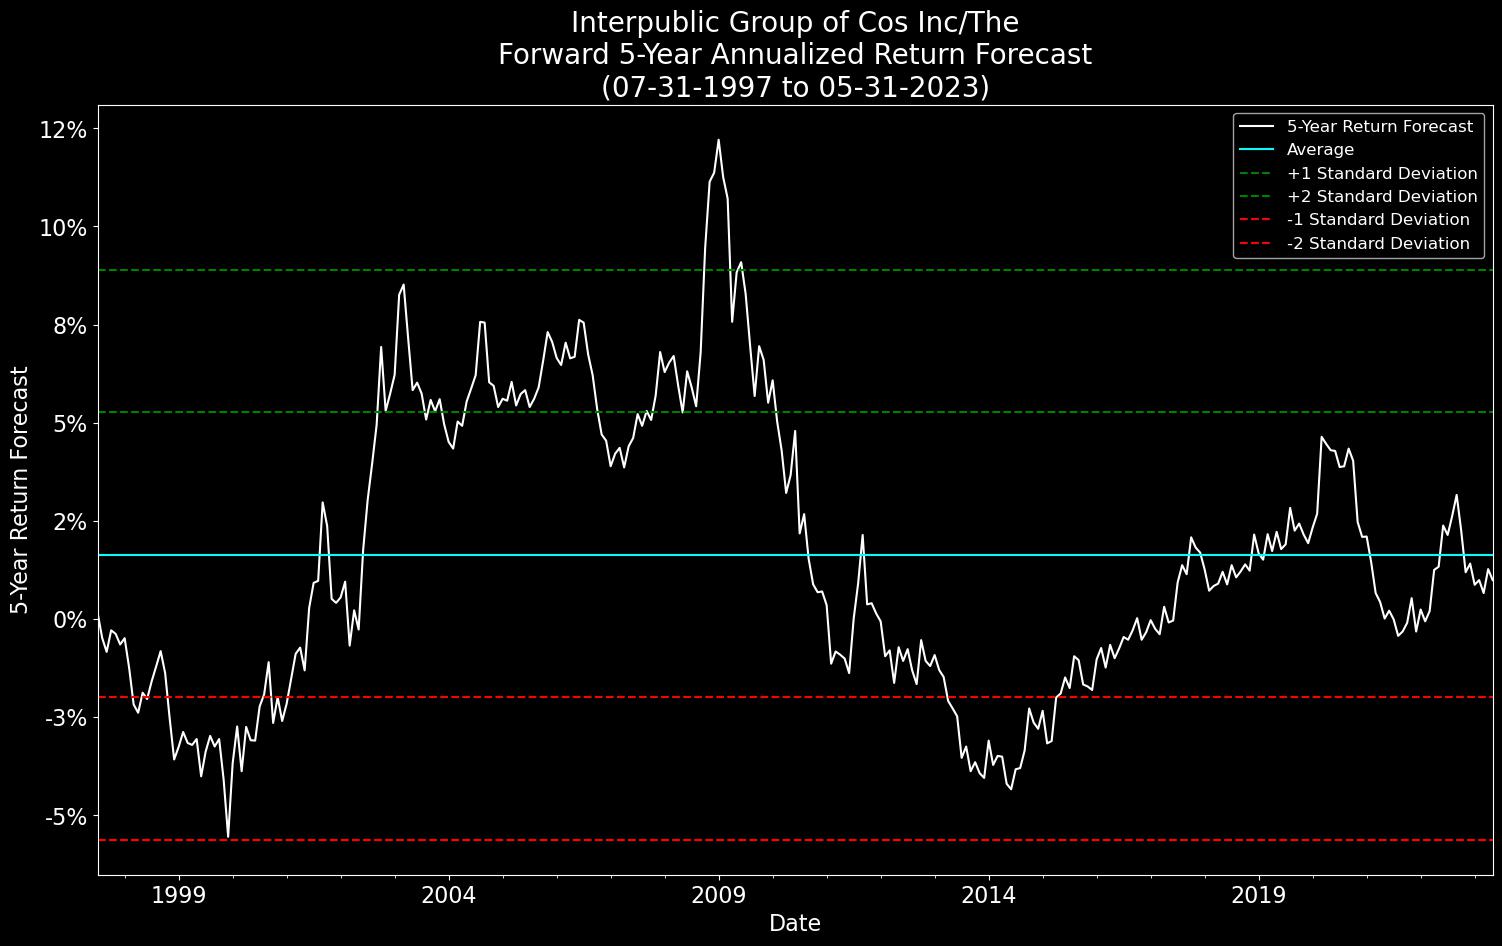 Interpublic Group of Cos Inc/The
Forward 5-Year Annualized Return Forecast
(07-31-1997 to 05-31-2023)
5-Year Return Forecast
Average
+1 Standard Deviation
+2 Standard Deviation
-1 Standard Deviation
-2 Standard Deviation
12%
10%
8%
5%
2%
0%
-3%
-5%
5-Year Return Forecast
1999 2004 2009 2014 2019
Date